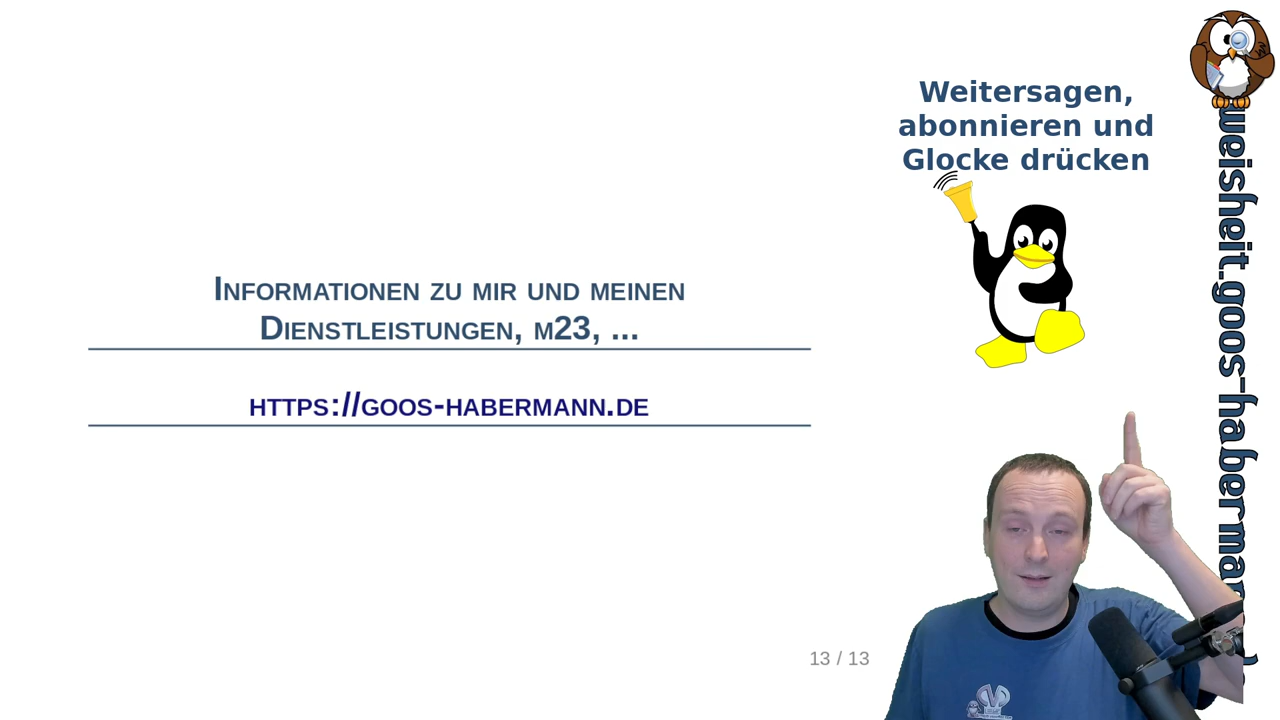 Weitersagen,
abonnieren und
Glocke drücken
Informationen zu mir und meinen
Dienstleistungen, m23, ...
https://goos-habermann.de
13 / 13
weisheit.goos-haberman